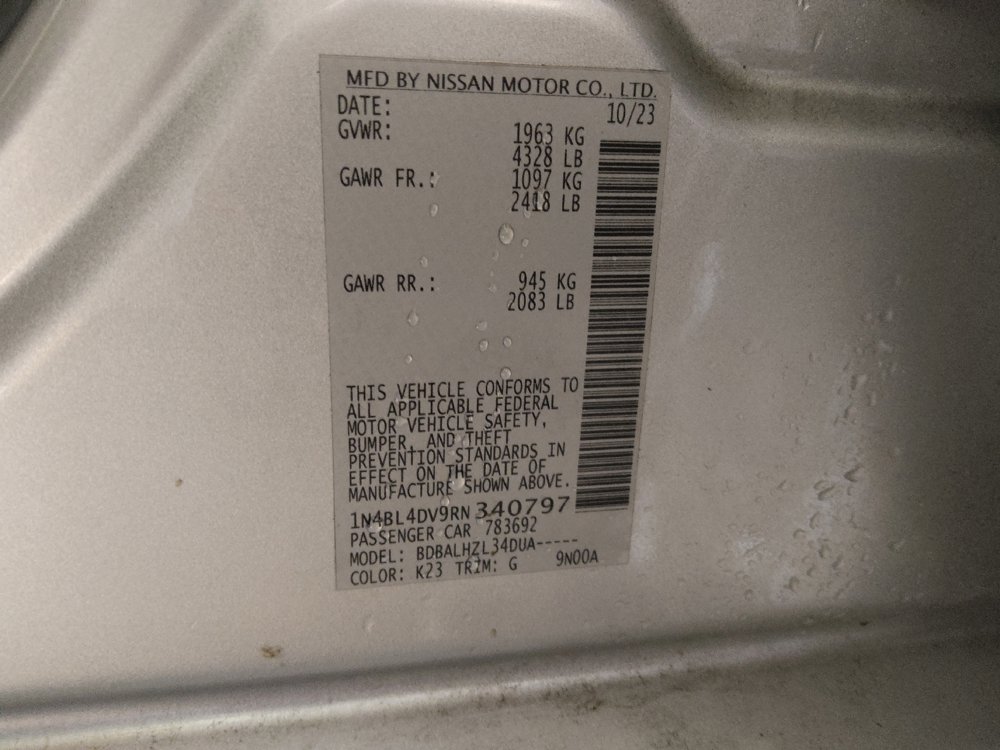 MFD BY NISSAN MOTOR CO., LTD.
DATE: 10/23
GVWR: 1963 KG
4328 LB
GAWR FR.: 1097 KG
2418 LB
GAWR RR.: 945 KG
2083 LB
THIS VEHICLE CONFORMS TO
ALL APPLICABLE FEDERAL
MOTOR VEHICLE SAFETY,
BUMPER, AND THEFT
PREVENTION STANDARDS IN
EFFECT ON THE DATE OF
MANUFACTURE SHOWN ABOVE.
1N4BL4DV9RN340797
PASSENGER CAR 783692
MODEL: BDBALHZL34DUA-----
COLOR: K23 TRIM: G 9N00A